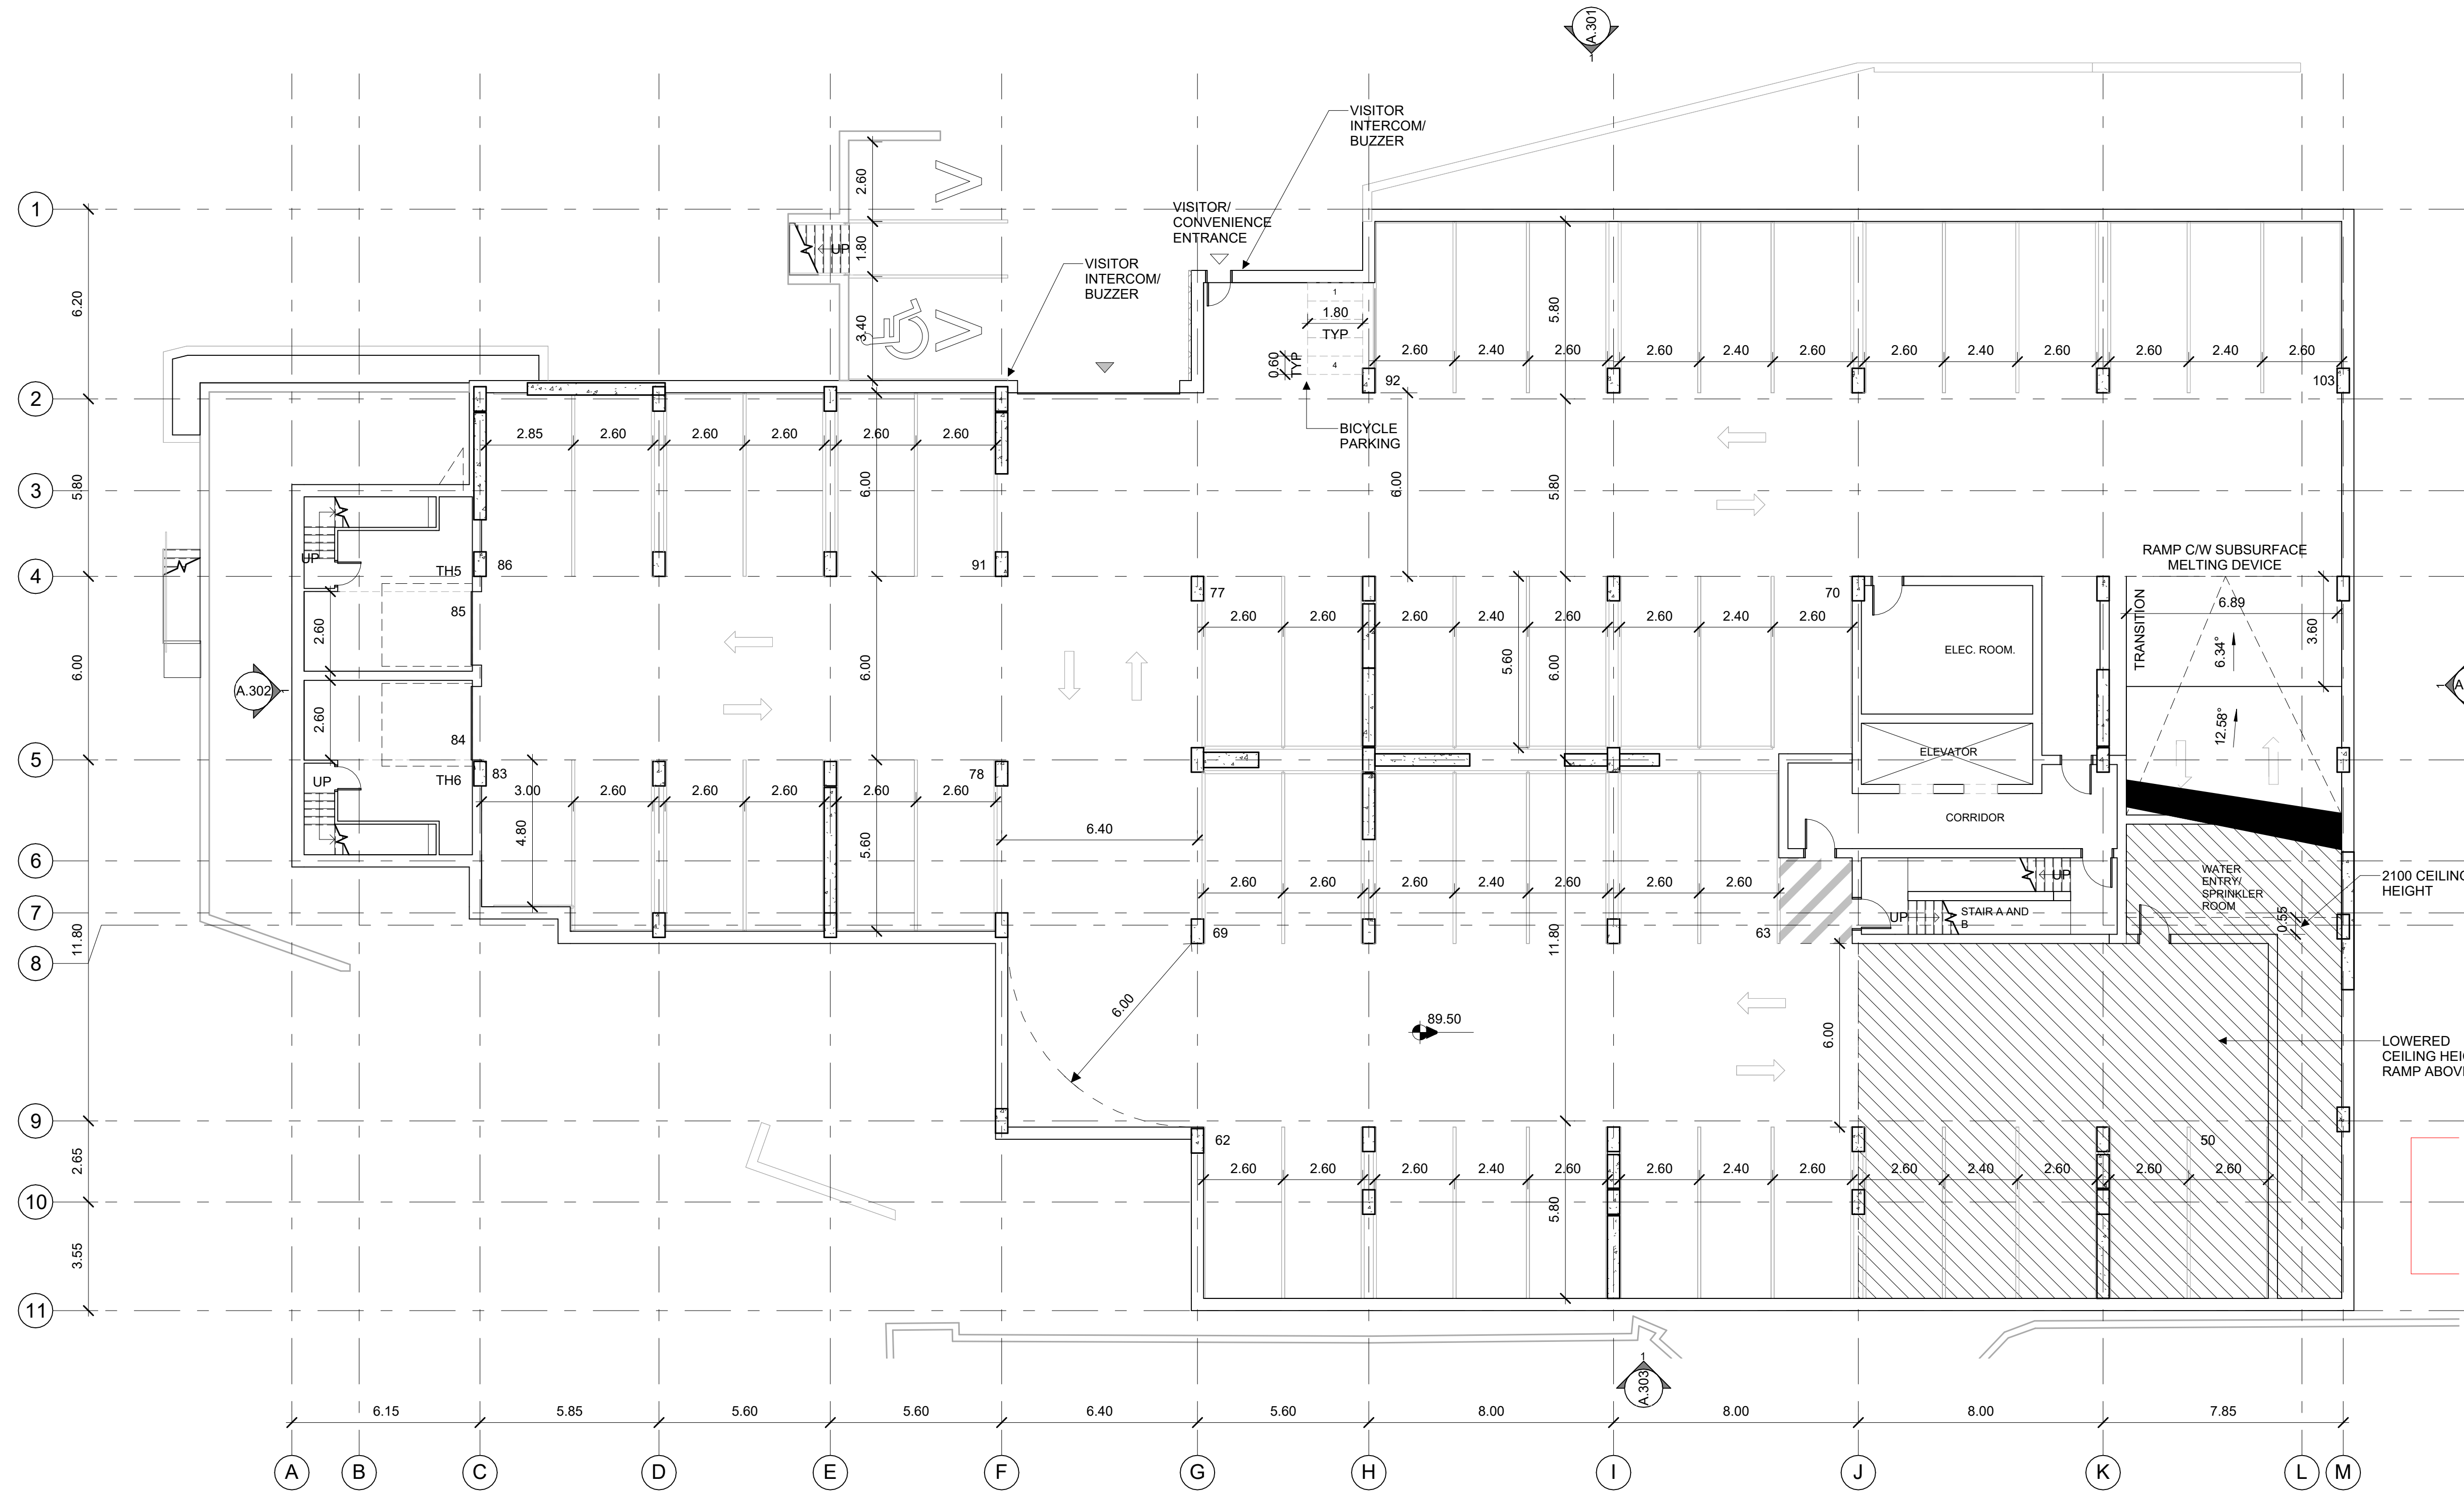 A.301
1
VISITOR
INTERCOM/
BUZZER
VISITOR/
CONVENIENCE
ENTRANCE
VISITOR
INTERCOM/
BUZZER
2.60
UP
1.80
3.40
1
6.20
1
1.80
TYP
0.60
TYP
4
5.80
2.60 2.40 2.60 2.60 2.40 2.60 2.60 2.40 2.60 2.60 2.40 2.60
92
103
2
BICYCLE
PARKING
2.85 2.60 2.60 2.60 2.60 2.60
6.00
6.00
5.80
3
5.80
UP
TH5
86
91
4
RAMP C/W SUBSURFACE
MELTING DEVICE
77
70
85
2.60
2.60 2.60 2.60 2.40 2.60 2.60 2.40 2.60
TRANSITION
6.89
3.60
6.34°
12.58°
5.60
6.00
6.00
6.00
ELEC. ROOM.
A.302
1
1
A
2.60
84
5
UP
TH6
83
78
3.00 2.60 2.60 2.60 2.60 2.60
4.80
5.60
6.40
ELEVATOR
CORRIDOR
6
2.60 2.60 2.60 2.40 2.60 2.60 2.60
UP
WATER
ENTRY/
SPRINKLER
ROOM
2100 CEILING
HEIGHT
0.55
7
UP
STAIR A AND
B
69
63
11.80
11.80
8
6.00
89.50
6.00
LOWERED
CEILING HEI
RAMP ABOV
9
62
50
2.65
2.60 2.60 2.60 2.40 2.60 2.60 2.40 2.60 2.60 2.40 2.60 2.60 2.60
10
5.80
3.55
11
1
A.303
6.15 5.85 5.60 5.60 6.40 5.60 8.00 8.00 8.00 7.85
A B C D E F G H I J K L M